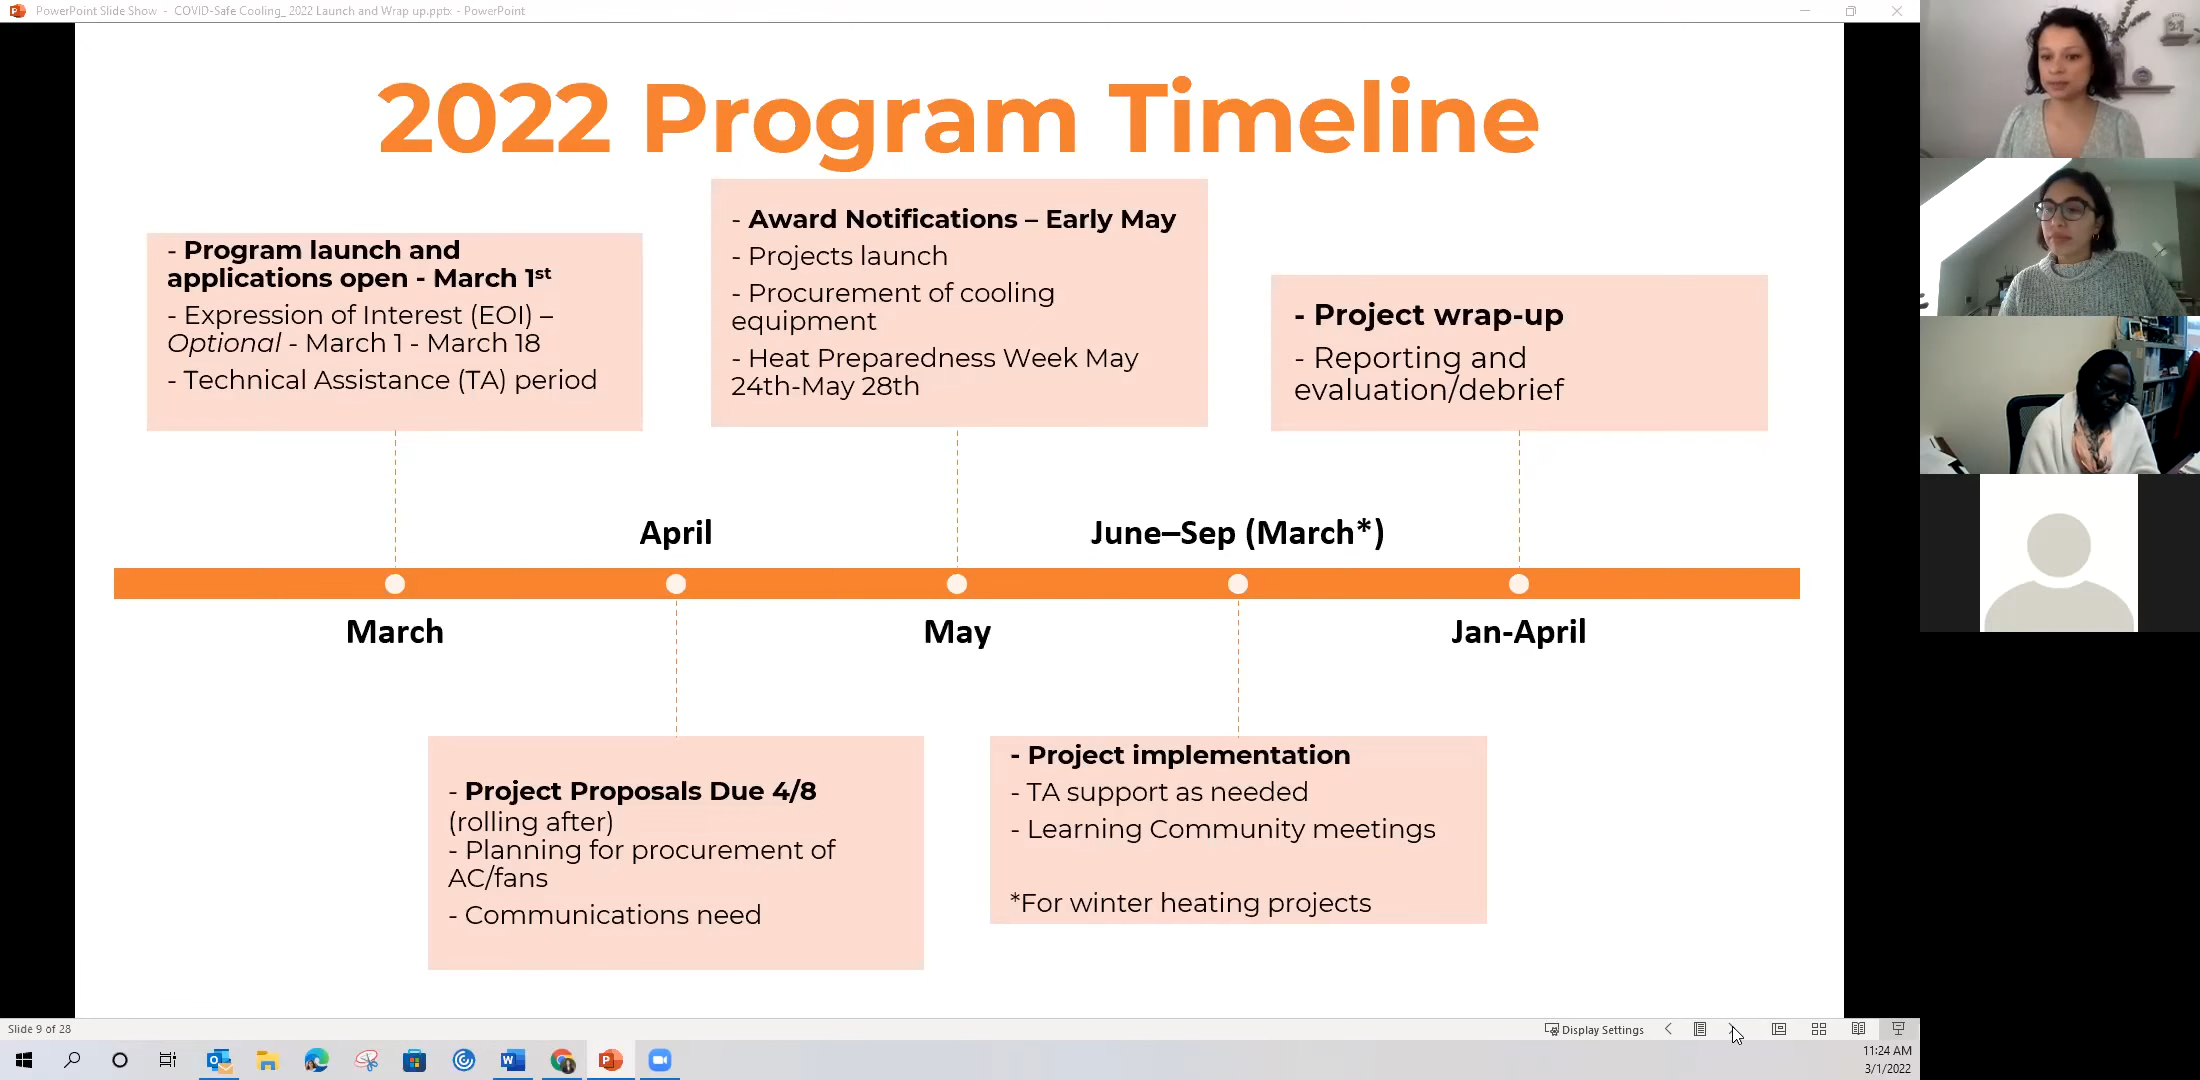 PowerPoint Slide Show - COVID-Safe Cooling_ 2022 Launch and Wrap up.pptx - PowerPoint
2022 Program Timeline
- Program launch and
applications open - March 1st
- Expression of Interest (EOI) –
Optional - March 1 - March 18
- Technical Assistance (TA) period
- Award Notifications – Early May
- Projects launch
- Procurement of cooling
equipment
- Heat Preparedness Week May
24th-May 28th
- Project wrap-up
- Reporting and
evaluation/debrief
April
June–Sep (March*)
March
May
Jan-April
- Project Proposals Due 4/8
(rolling after)
- Planning for procurement of
AC/fans
- Communications need
- Project implementation
- TA support as needed
- Learning Community meetings
*For winter heating projects
Slide 9 of 28
Display Settings
11:24 AM
3/1/2022